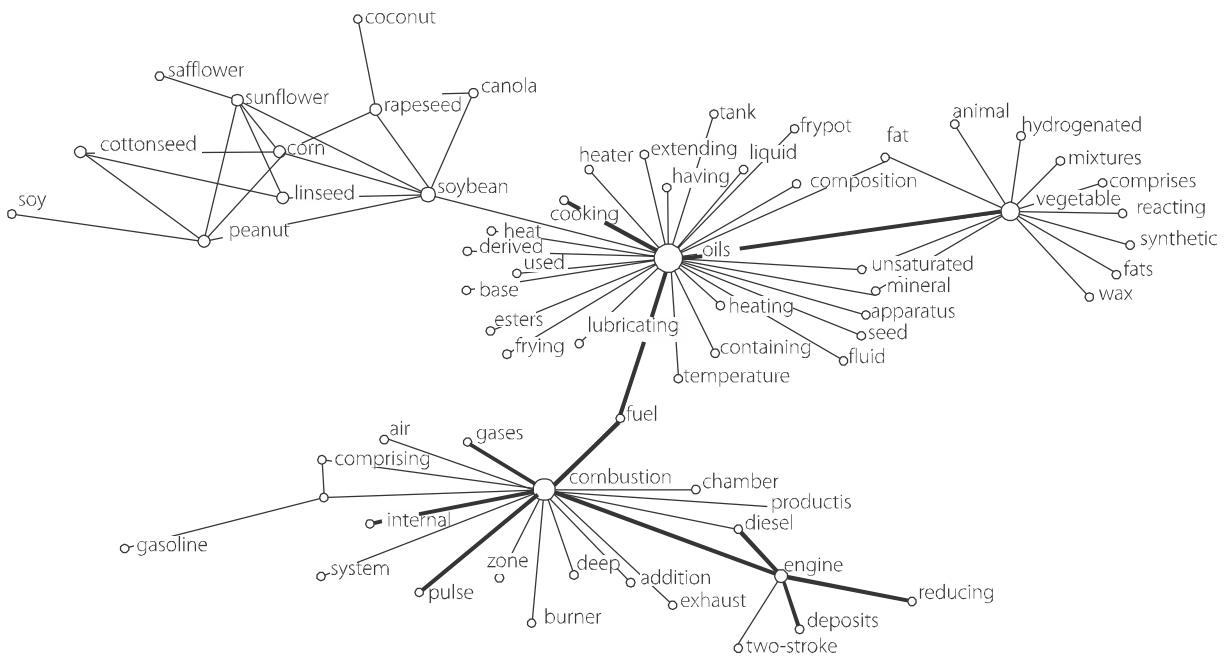 coconut
safflower
canola
sunflower
rapeseed
tank
animal
frypot
hydrogenated
fat
cottonseed
corn
heater
extending
liquid
mixtures
having
composition
comprises
soybean
linseed
vegetable
soy
cooking
reacting
peanut
heat
derived
oils
synthetic
used
unsaturated
fats
base
mineral
wax
heating
apparatus
esters
lubricating
seed
frying
containing
fluid
temperature
fuel
air
gases
comprising
combustion
chamber
productis
internal
diesel
gasoline
system
zone
deep
engine
addition
pulse
reducing
exhaust
burner
deposits
two-stroke